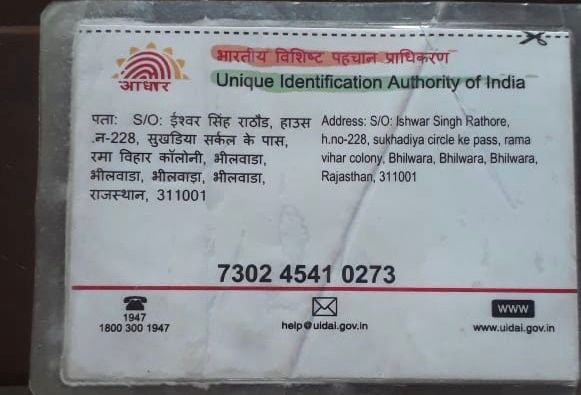 भारतीय विशिष्ट पहचान प्राधिकरण
आधार
Unique Identification Authority of India
पताः S/O: ईश्वर सिंह राठौड, हाउस
.न-228, सुखडिया सर्कल के पास,
रमा विहार कॉलोनी, भीलवाडा,
भीलवाडा, भीलवाडा, भीलवाडा,
राजस्थान, 311001
Address: S/O: Ishwar Singh Rathore,
h.no-228, sukhadiya circle ke pass, rama
vihar colony, Bhilwara, Bhilwara, Bhilwara,
Rajasthan, 311001
7302 4541 0273
1947
1800 300 1947
help@uidai.gov.in
www
www.uidai.gov.in